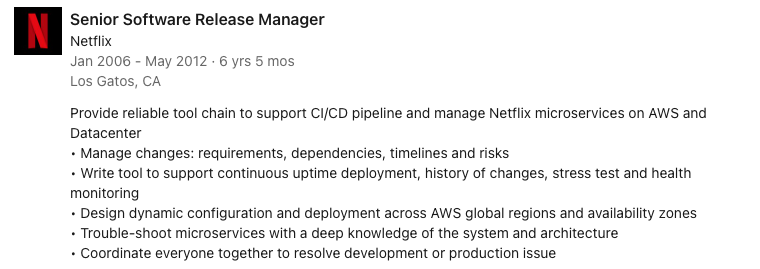 N
Senior Software Release Manager
Netflix
Jan 2006 - May 2012 · 6 yrs 5 mos
Los Gatos, CA
Provide reliable tool chain to support CI/CD pipeline and manage Netflix microservices on AWS and
Datacenter
• Manage changes: requirements, dependencies, timelines and risks
• Write tool to support continuous uptime deployment, history of changes, stress test and health
monitoring
• Design dynamic configuration and deployment across AWS global regions and availability zones
• Trouble-shoot microservices with a deep knowledge of the system and architecture
• Coordinate everyone together to resolve development or production issue